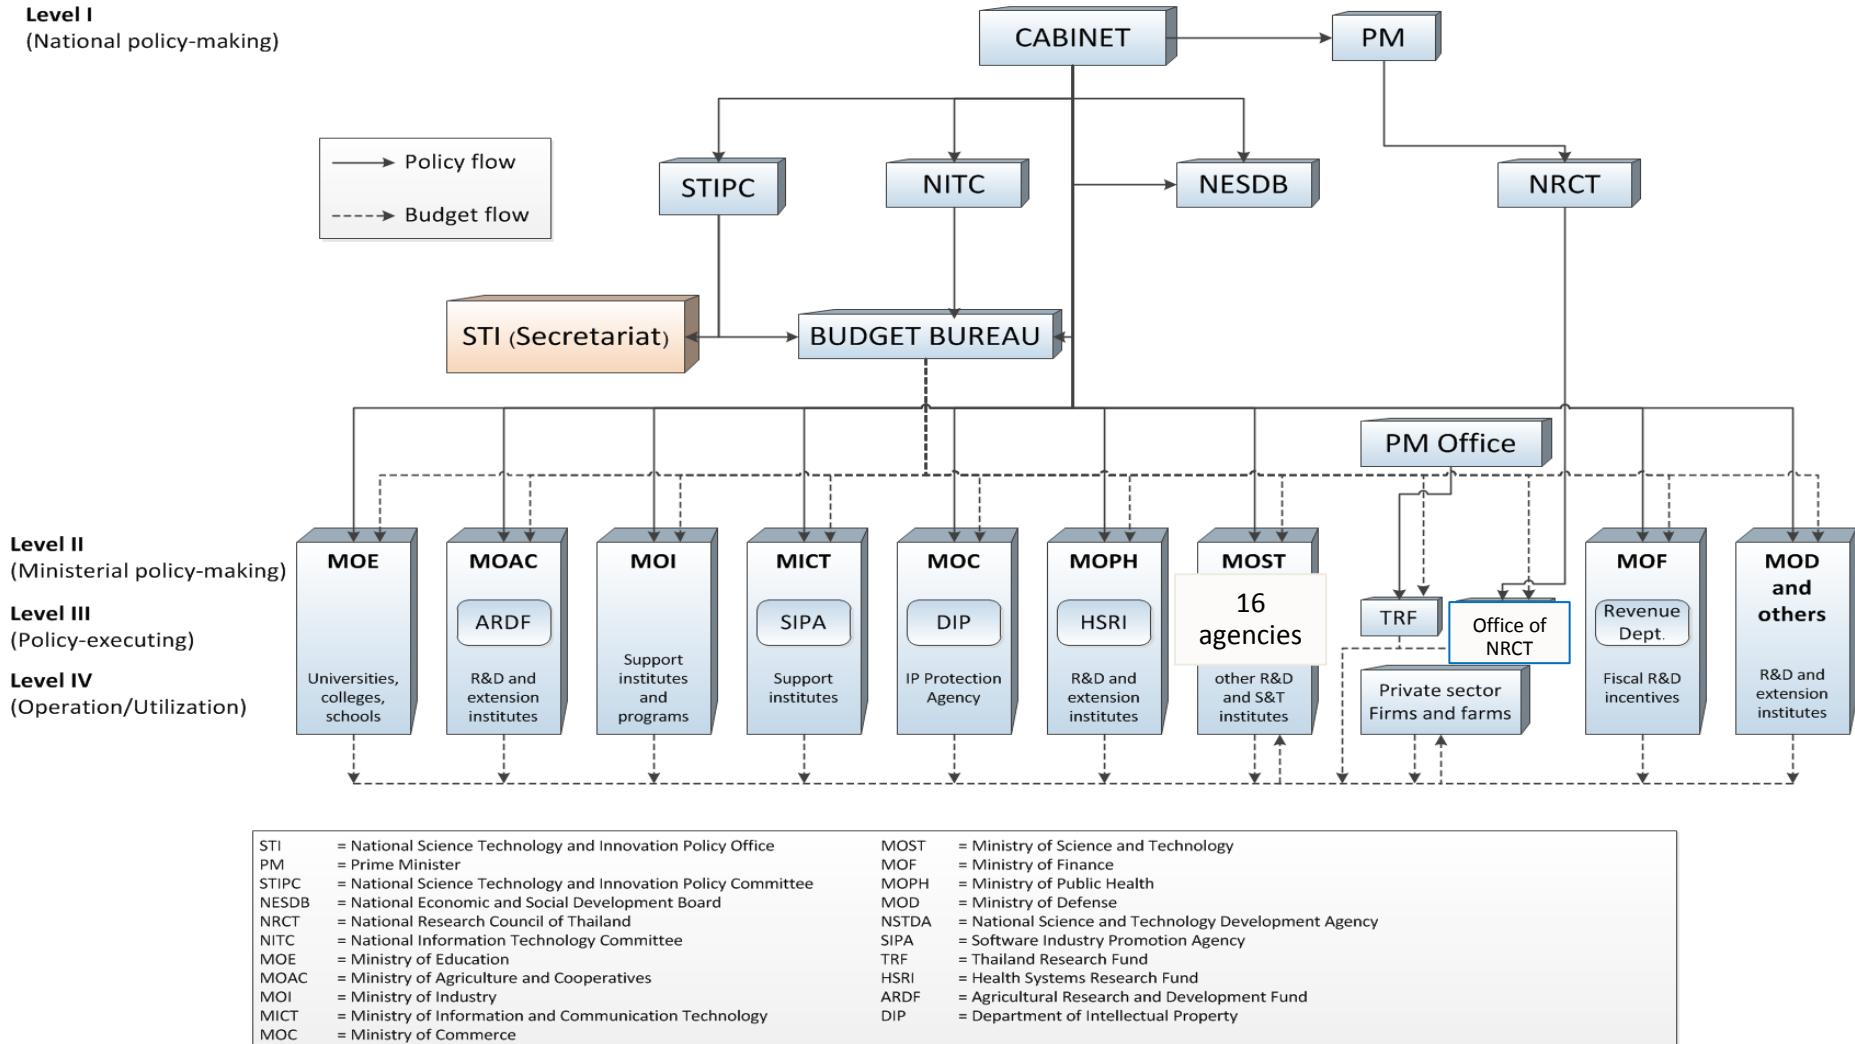 Level I
(National policy-making)
CABINET
PM
Policy flow
Budget flow
STIPC
NITC
NESDB
NRCT
STI (Secretariat)
BUDGET BUREAU
PM Office
Level II
(Ministerial policy-making)
Level III
(Policy-executing)
Level IV
(Operation/Utilization)
MOE
Universities,
colleges,
schools
MOAC
ARDF
R&D and
extension
institutes
MOI
Support
institutes
and
programs
MICT
SIPA
Support
institutes
MOC
DIP
IP Protection
Agency
MOPH
HSRI
R&D and
extension
institutes
MOST
16
agencies
other R&D
and S&T
institutes
TRF
Office of
NRCT
Private sector
Firms and farms
MOF
Revenue
Dept.
Fiscal R&D
incentives
MOD
and
others
R&D and
extension
institutes
STI = National Science Technology and Innovation Policy Office
PM = Prime Minister
STIPC = National Science Technology and Innovation Policy Committee
NESDB = National Economic and Social Development Board
NRCT = National Research Council of Thailand
NITC = National Information Technology Committee
MOE = Ministry of Education
MOAC = Ministry of Agriculture and Cooperatives
MOI = Ministry of Industry
MICT = Ministry of Information and Communication Technology
MOC = Ministry of Commerce
MOST = Ministry of Science and Technology
MOF = Ministry of Finance
MOPH = Ministry of Public Health
MOD = Ministry of Defense
NSTDA = National Science and Technology Development Agency
SIPA = Software Industry Promotion Agency
TRF = Thailand Research Fund
HSRI = Health Systems Research Fund
ARDF = Agricultural Research and Development Fund
DIP = Department of Intellectual Property